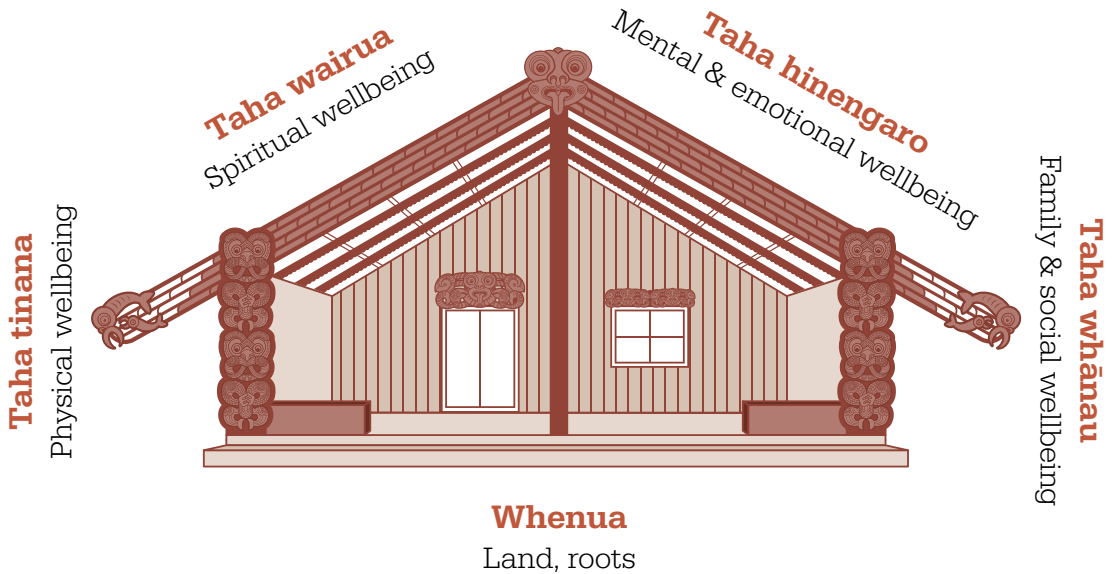 Taha wairua
Spiritual wellbeing
Taha hinengaro
Mental & emotional wellbeing
Taha tinana
Physical wellbeing
Taha whānau
Family & social wellbeing
Whenua
Land, roots